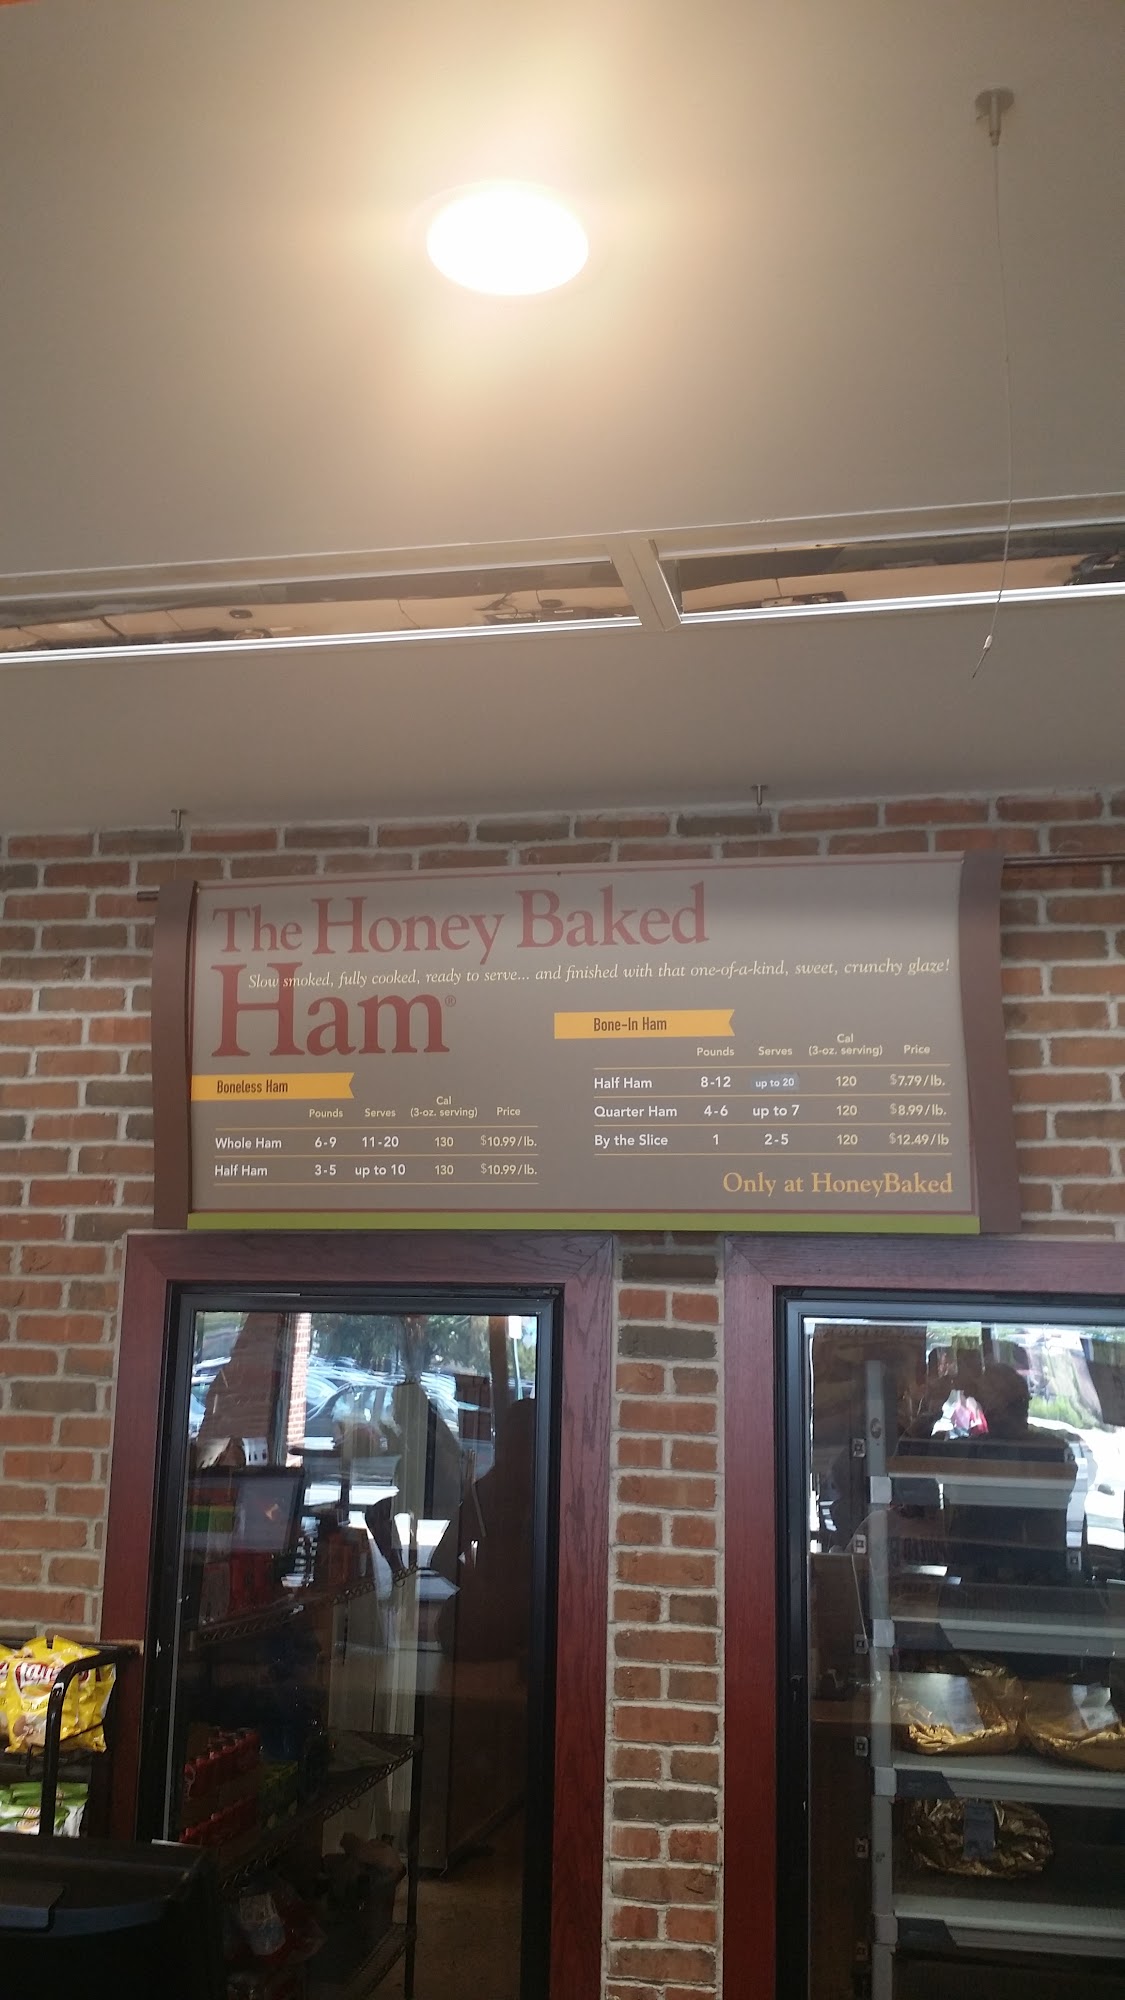 The Honey Baked
Slow smoked, fully cooked, ready to serve... and finished with that one-of-a-kind, sweet, crunchy glaze!
Ham®
Boneless Ham
Pounds Serves Cal (3-oz. serving) Price
Whole Ham 6-9 11-20 130 $10.99/lb.
Half Ham 3-5 up to 10 130 $10.99/lb.
Bone-In Ham
Pounds Serves Cal (3-oz. serving) Price
Half Ham 8-12 up to 20 120 $7.79/lb.
Quarter Ham 4-6 up to 7 120 $8.99/lb.
By the Slice 1 2-5 120 $12.49/lb
Only at HoneyBaked
Lay's